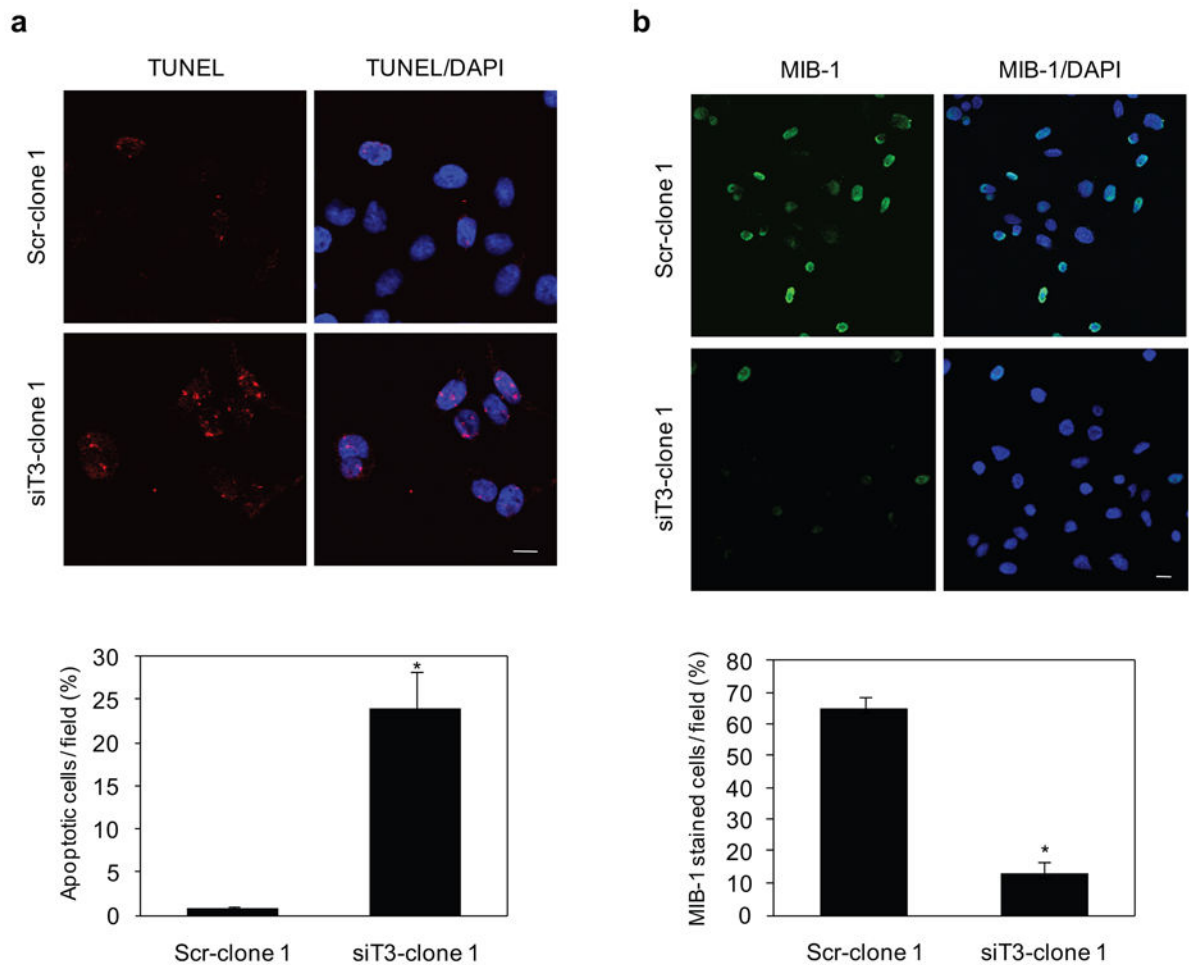 a
TUNEL
TUNEL/DAPI
Scr-clone 1
siT3-clone 1
Apoptotic cells/ field (%)
30
25
20
15
10
5
0
*
Scr-clone 1
siT3-clone 1
b
MIB-1
MIB-1/DAPI
Scr-clone 1
siT3-clone 1
MIB-1 stained cells/ field (%)
80
70
60
50
40
30
20
10
0
*
Scr-clone 1
siT3-clone 1